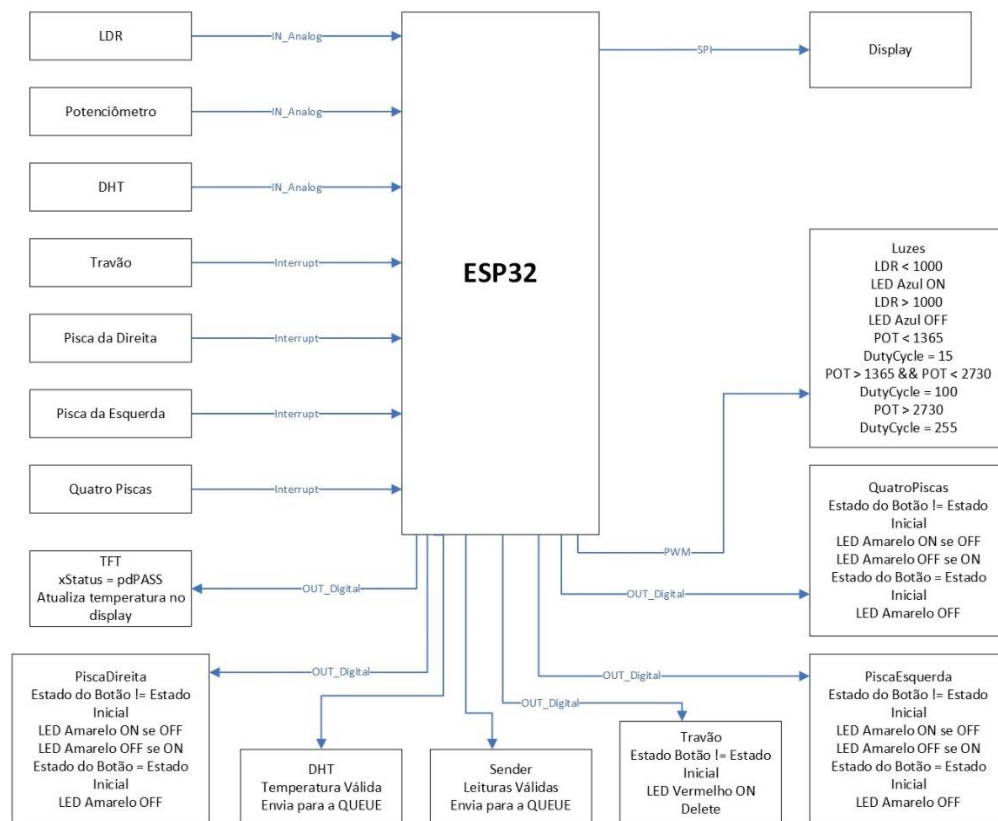 LDR
IN_Analog
Potenciômetro
IN_Analog
DHT
IN_Analog
Travão
Interrupt
Pisca da Direita
Interrupt
Pisca da Esquerda
Interrupt
Quatro Piscas
Interrupt
ESP32
SPI
Display
Luzes
LDR < 1000
LED Azul ON
LDR > 1000
LED Azul OFF
POT < 1365
DutyCycle = 15
POT > 1365 && POT < 2730
DutyCycle = 100
POT > 2730
DutyCycle = 255
PWM
QuatroPiscas
Estado do Botão != Estado
Inicial
LED Amarelo ON se OFF
LED Amarelo OFF se ON
Estado do Botão = Estado
Inicial
LED Amarelo OFF
OUT_Digital
TFT
xStatus = pdPASS
Atualiza temperatura no
display
OUT_Digital
PiscaDireita
Estado do Botão != Estado
Inicial
LED Amarelo ON se OFF
LED Amarelo OFF se ON
Estado do Botão = Estado
Inicial
LED Amarelo OFF
OUT_Digital
DHT
Temperatura Válida
Envia para a QUEUE
Sender
Leituras Válidas
Envia para a QUEUE
OUT_Digital
Travão
Estado Botão != Estado
Inicial
LED Vermelho ON
Delete
OUT_Digital
PiscaEsquerda
Estado do Botão != Estado
Inicial
LED Amarelo ON se OFF
LED Amarelo OFF se ON
Estado do Botão = Estado
Inicial
LED Amarelo OFF